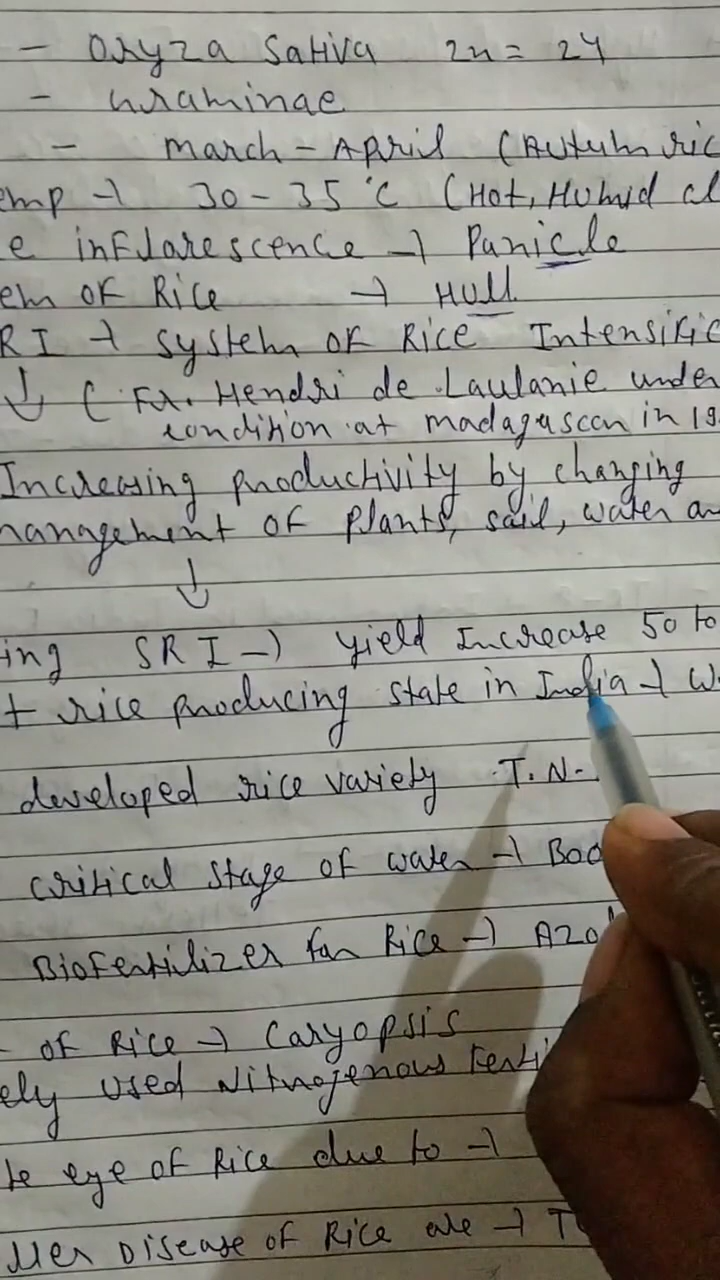 - Oryza Sativa 2n = 24
- Graminae
- March - April (Autumn ric
emp → 30 - 35 °C (Hot, Humid cl
e inflorescence → Panicle
em of Rice → Hull
RI → System of Rice Intensific
↓ ( Fr. Hendri de Laulanie under
condition at madagascar in 19
Increasing productivity by changing
management of plants, soil, water an
↓
ing SRI → yield Increase 50 to
t rice producing state in India → W.
developed rice variety T.N.
critical stage of water → Boo
Biofertilizer for Rice → Azol
- of Rice → Caryopsis
ely used Nitrogenous Ferti
te eye of Rice due to →
ller Disease of Rice are → T